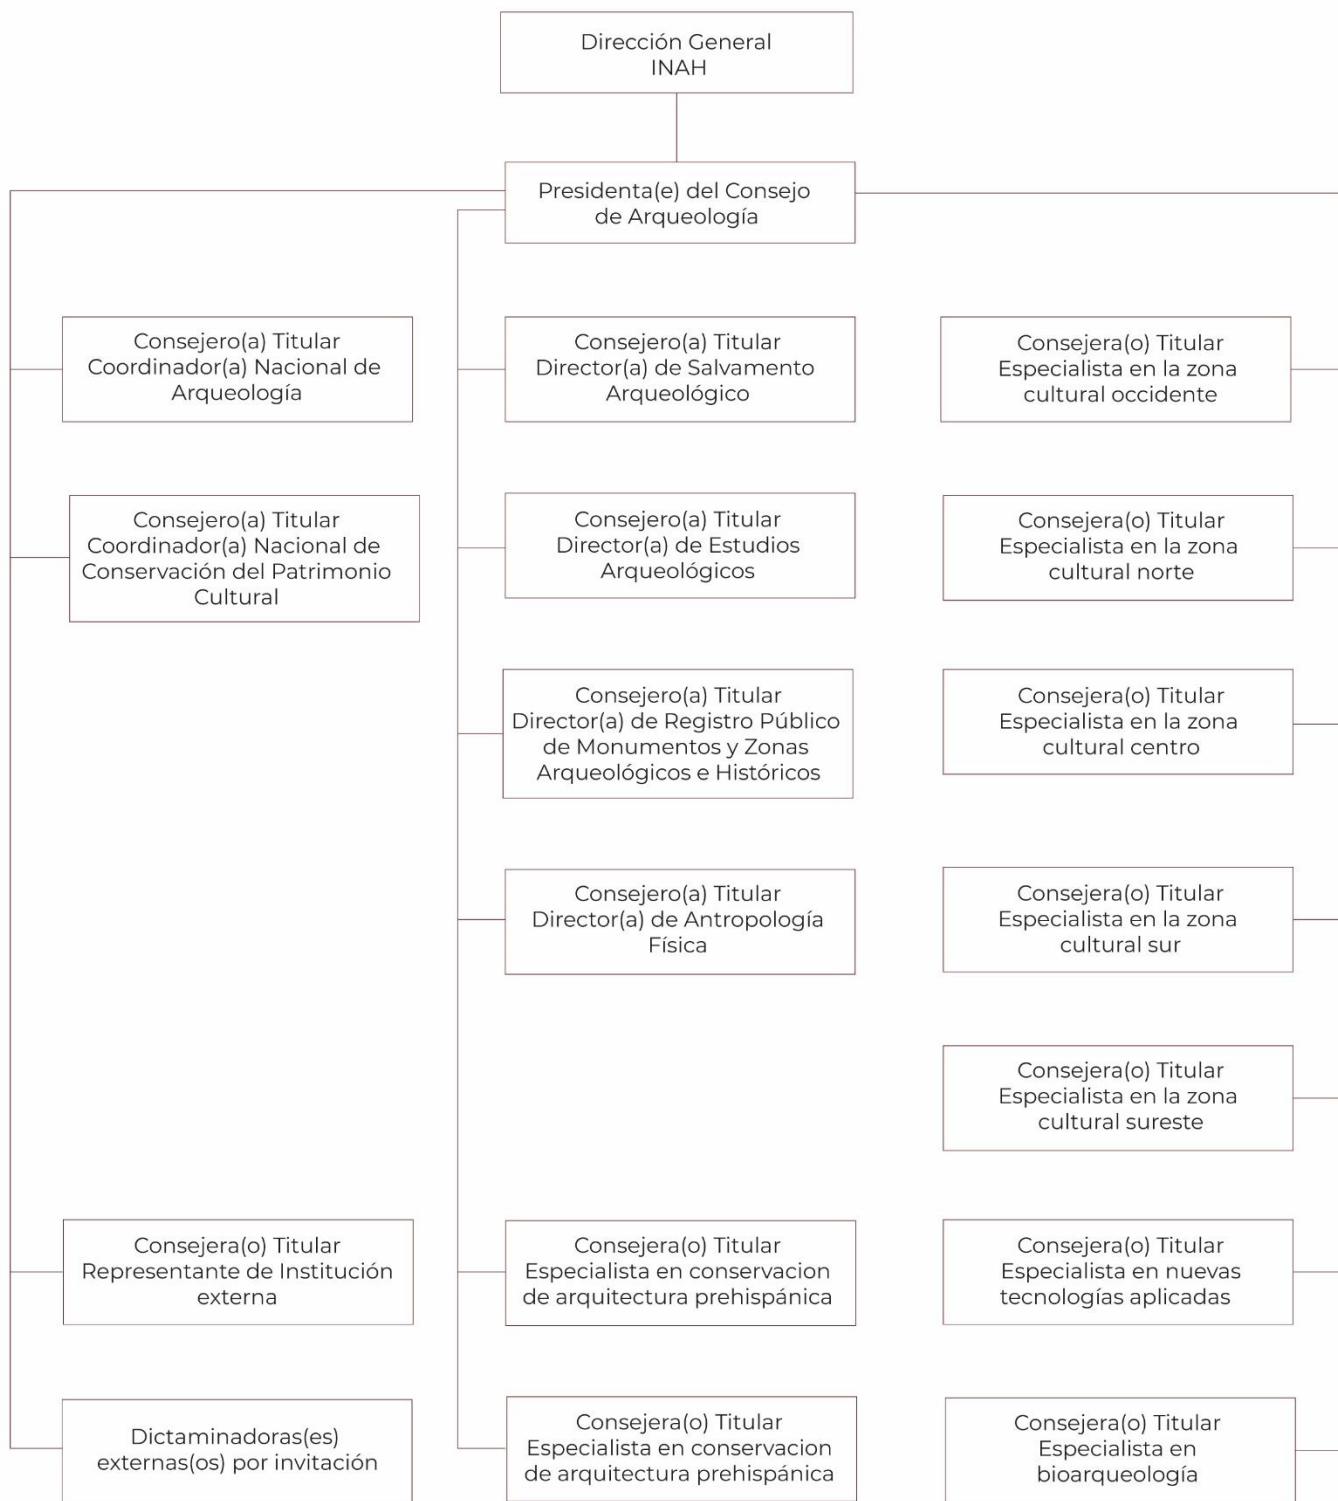 Dirección General
INAH
Presidenta(e) del Consejo
de Arqueología
Consejero(a) Titular
Coordinador(a) Nacional de
Arqueología
Consejero(a) Titular
Director(a) de Salvamento
Arqueológico
Consejera(o) Titular
Especialista en la zona
cultural occidente
Consejero(a) Titular
Coordinador(a) Nacional de
Conservación del Patrimonio
Cultural
Consejero(a) Titular
Director(a) de Estudios
Arqueológicos
Consejera(o) Titular
Especialista en la zona
cultural norte
Consejero(a) Titular
Director(a) de Registro Público
de Monumentos y Zonas
Arqueológicos e Históricos
Consejera(o) Titular
Especialista en la zona
cultural centro
Consejero(a) Titular
Director(a) de Antropología
Física
Consejera(o) Titular
Especialista en la zona
cultural sur
Consejera(o) Titular
Especialista en la zona
cultural sureste
Consejera(o) Titular
Representante de Institución
externa
Consejera(o) Titular
Especialista en conservacion
de arquitectura prehispánica
Consejera(o) Titular
Especialista en nuevas
tecnologías aplicadas
Dictaminadoras(es)
externas(os) por invitación
Consejera(o) Titular
Especialista en conservacion
de arquitectura prehispánica
Consejera(o) Titular
Especialista en
bioarqueología